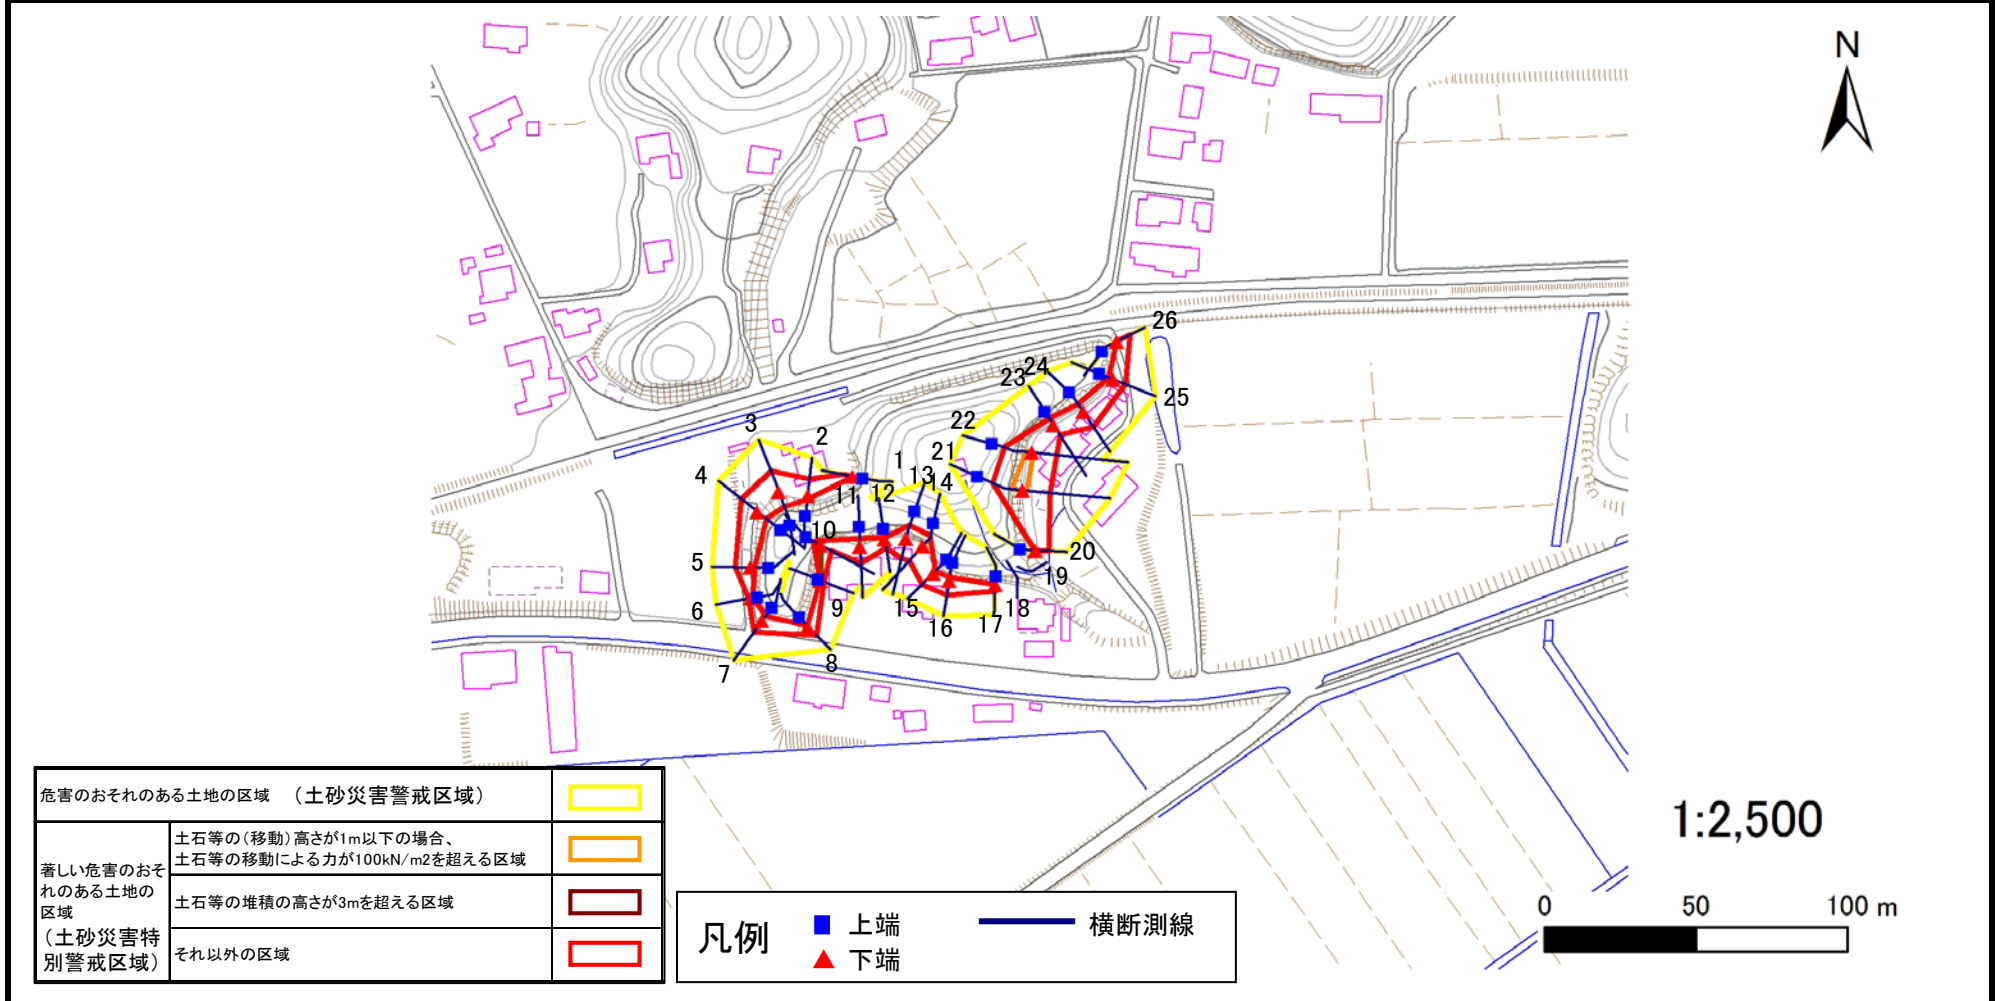 N
26
24
23
25
22
3
2
21
1
13
4
14
11
12
10
5
20
19
6
9
15
18
16
17
8
7
危害のおそれのある土地の区域 (土砂災害警戒区域)
著しい危害のおそ
れのある土地の
区域
(土砂災害特
別警戒区域)
土石等の(移動)高さが1m以下の場合、
土石等の移動による力が100kN/m2を超える区域
土石等の堆積の高さが3mを超える区域
それ以外の区域
凡例
上端
下端
横断測線
1:2,500
0 50 100 m